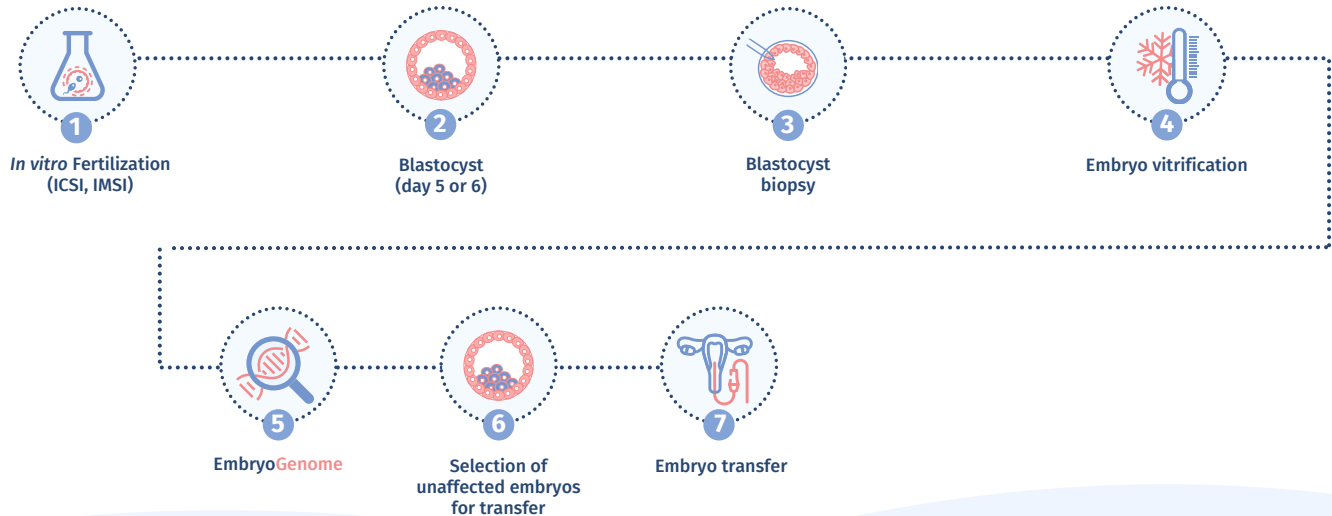 1
In vitro Fertilization
(ICSI, IMSI)
2
Blastocyst
(day 5 or 6)
3
Blastocyst
biopsy
4
Embryo vitrification
5
EmbryoGenome
6
Selection of
unaffected embryos
for transfer
7
Embryo transfer